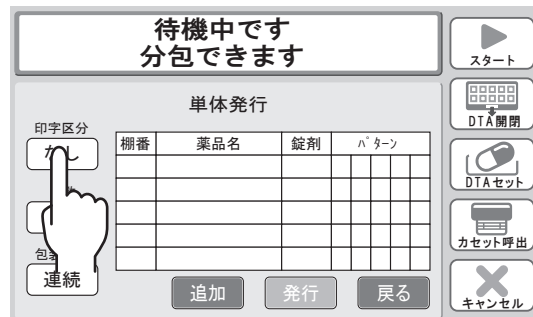 待機中です
分包できます
スタート
DTA開閉
DTAセット
カセット呼出
キャンセル
単体発行
印字区分
なし
棚番 薬品名 錠剤 パターン
連続
追加 発行 戻る